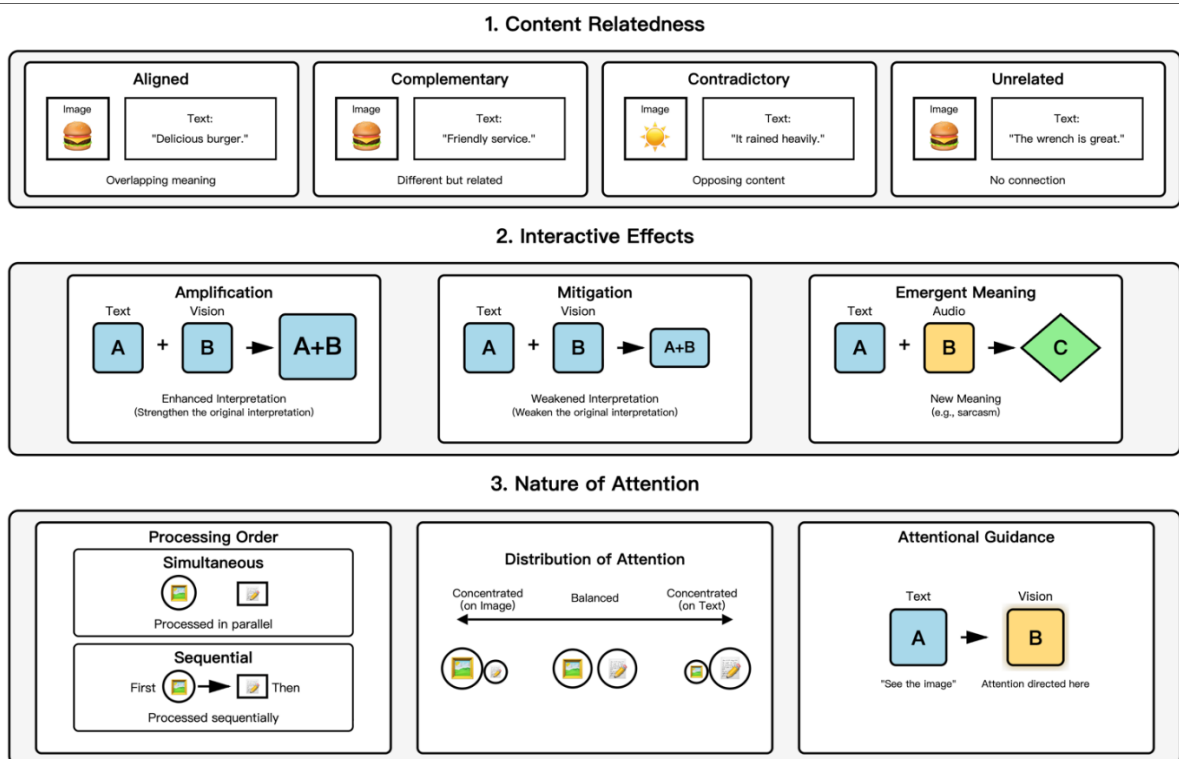 1. Content Relatedness
Aligned
Image
Text:
"Delicious burger."
Overlapping meaning
Complementary
Image
Text:
"Friendly service."
Different but related
Contradictory
Image
Text:
"It rained heavily."
Opposing content
Unrelated
Image
Text:
"The wrench is great."
No connection
2. Interactive Effects
Amplification
Text
Vision
A
+
B
A+B
Enhanced Interpretation
(Strengthen the original interpretation)
Mitigation
Text
Vision
A
+
B
A+B
Weakened Interpretation
(Weaken the original interpretation)
Emergent Meaning
Text
Audio
A
+
B
C
New Meaning
(e.g., sarcasm)
3. Nature of Attention
Processing Order
Simultaneous
Processed in parallel
Sequential
First
Then
Processed sequentially
Distribution of Attention
Concentrated
(on Image)
Balanced
Concentrated
(on Text)
Attentional Guidance
Text
Vision
A
B
"See the image"
Attention directed here